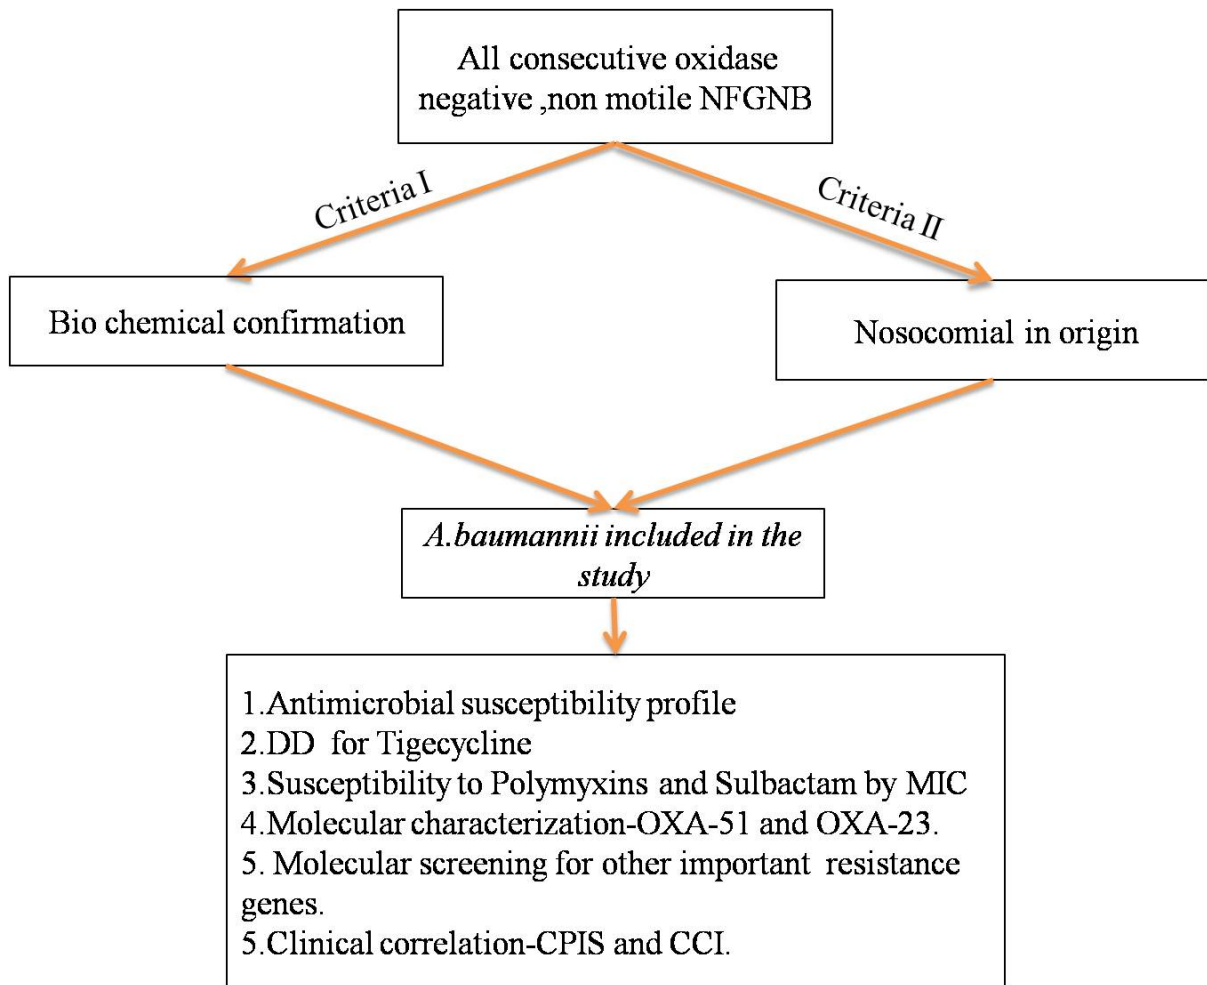 All consecutive oxidase
negative ,non motile NFGNB
Criteria I
Criteria II
Bio chemical confirmation
Nosocomial in origin
A.baumannii included in the
study
1.Antimicrobial susceptibility profile
2.DD for Tigecycline
3.Susceptibility to Polymyxins and Sulbactam by MIC
4.Molecular characterization-OXA-51 and OXA-23.
5. Molecular screening for other important resistance
genes.
5.Clinical correlation-CPIS and CCI.